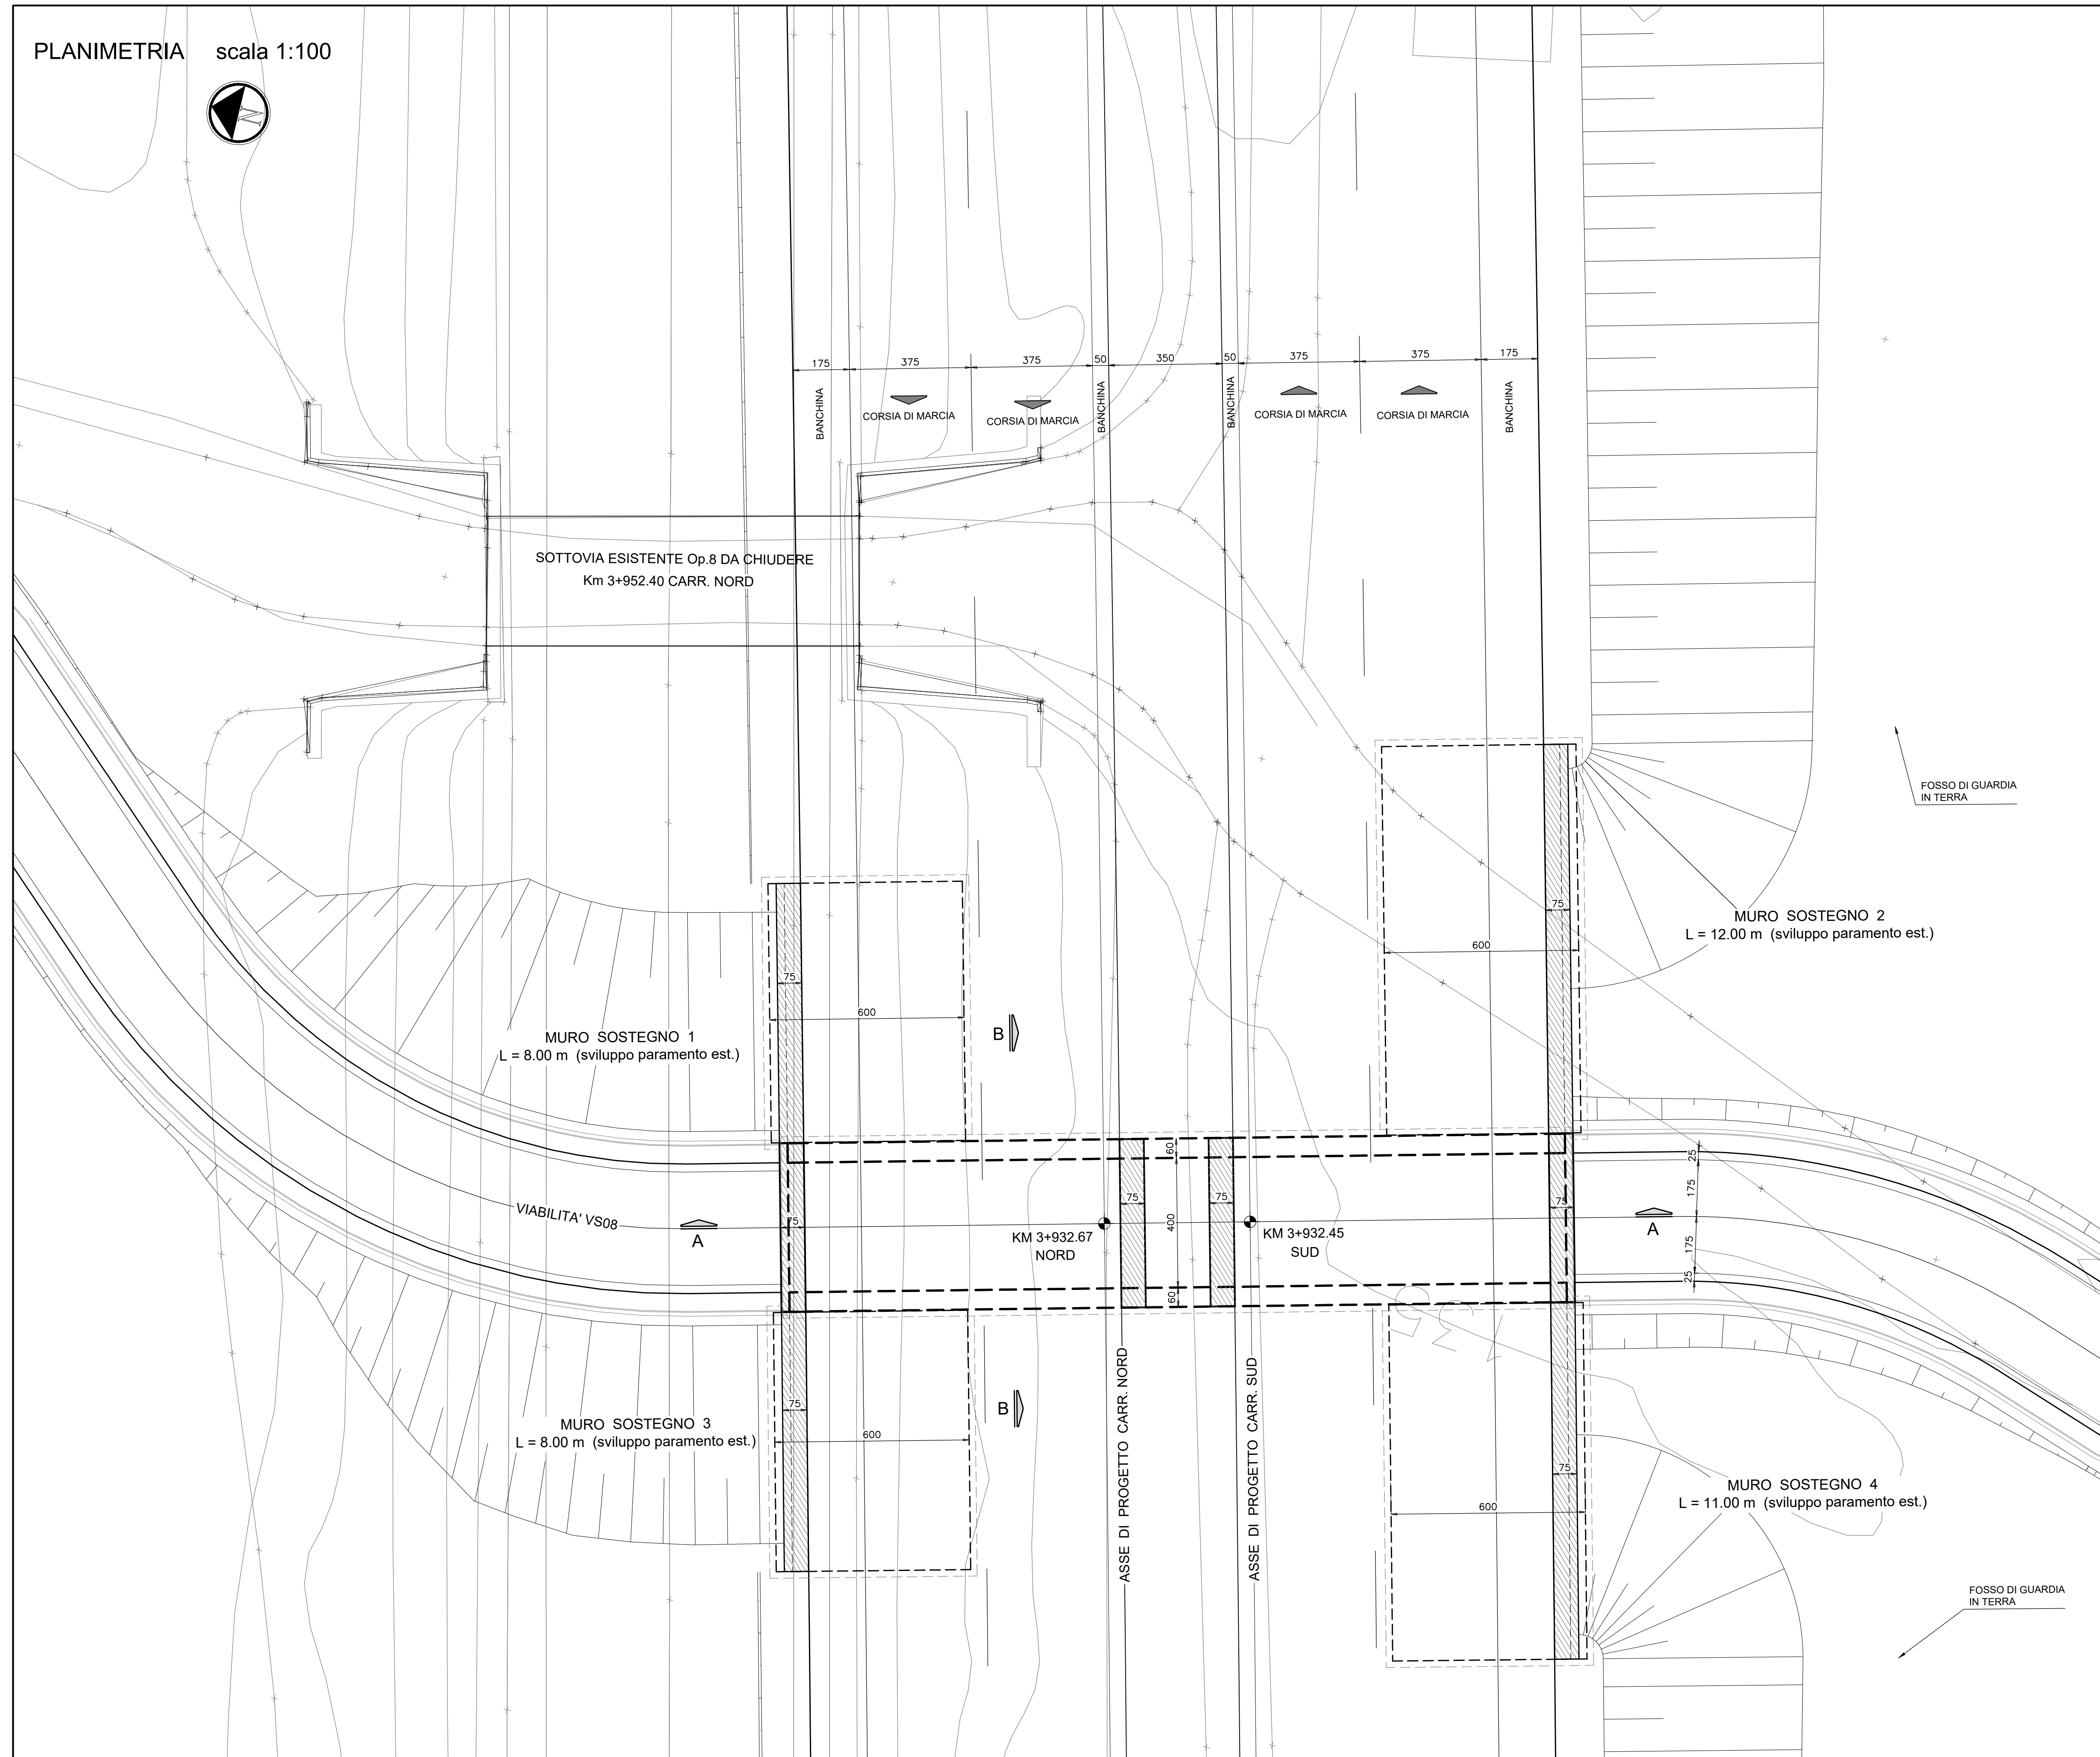 PLANIMETRIA scala 1:100
N
175 375 375 50 350 50 375 375 175
BANCHINA
CORSIA DI MARCIA
CORSIA DI MARCIA
BANCHINA
BANCHINA
CORSIA DI MARCIA
CORSIA DI MARCIA
BANCHINA
SOTTOVIA ESISTENTE Op.8 DA CHIUDERE
Km 3+952.40 CARR. NORD
FOSSO DI GUARDIA
IN TERRA
75
MURO SOSTEGNO 2
L = 12.00 m (sviluppo paramento est.)
600
75
600
MURO SOSTEGNO 1
L = 8.00 m (sviluppo paramento est.)
B
60
25
175
75
75
75
VIABILITA' VS08
75
400
A
KM 3+932.67
NORD
KM 3+932.45
SUD
A
175
25
60
75
MURO SOSTEGNO 3
L = 8.00 m (sviluppo paramento est.)
600
B
ASSE DI PROGETTO CARR. NORD
ASSE DI PROGETTO CARR. SUD
75
600
MURO SOSTEGNO 4
L = 11.00 m (sviluppo paramento est.)
FOSSO DI GUARDIA
IN TERRA